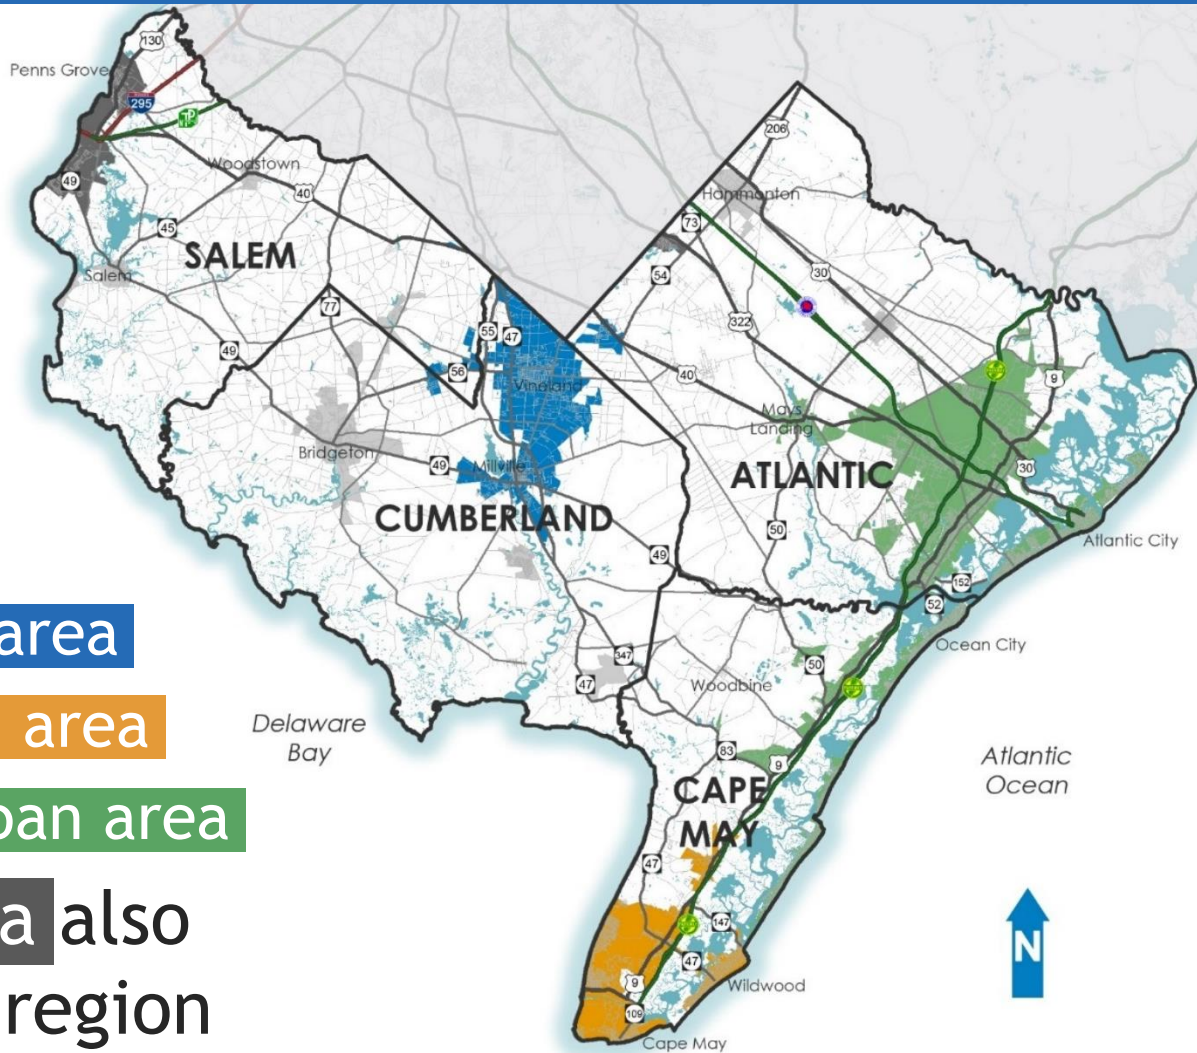 130
Penns Grove
295
206
Woodstown
49
40
Hammonton
73
45
SALEM
54
30
Salem
77
322
55
47
49
56
40
9
Vineland
Mays
Landing
Bridgeton
49
Millville
ATLANTIC
30
CUMBERLAND
50
Atlantic City
49
152
52
area
Ocean City
347
50
47
Woodbine
area
Delaware
Bay
83
9
Atlantic
Ocean
CAPE
MAY
ban area
47
a also
147
47
N
9
Wildwood
region
109
Cape May